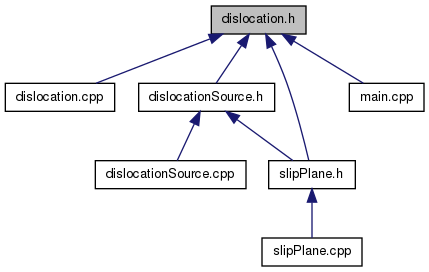 dislocation.h
dislocation.cpp
dislocationSource.h
main.cpp
dislocationSource.cpp
slipPlane.h
slipPlane.cpp